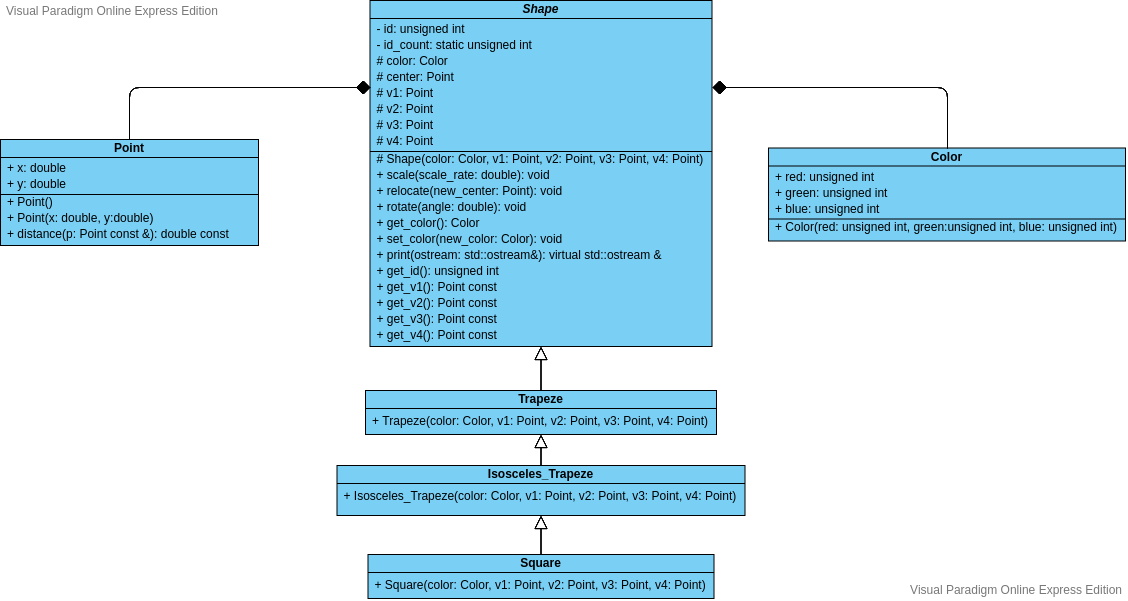 Visual Paradigm Online Express Edition
Shape
- id: unsigned int
- id_count: static unsigned int
# color: Color
# center: Point
# v1: Point
# v2: Point
# v3: Point
# v4: Point
# Shape(color: Color, v1: Point, v2: Point, v3: Point, v4: Point)
+ scale(scale_rate: double): void
+ relocate(new_center: Point): void
+ rotate(angle: double): void
+ get_color(): Color
+ set_color(new_color: Color): void
+ print(ostream: std::ostream&): virtual std::ostream &
+ get_id(): unsigned int
+ get_v1(): Point const
+ get_v2(): Point const
+ get_v3(): Point const
+ get_v4(): Point const
Point
+ x: double
+ y: double
+ Point()
+ Point(x: double, y:double)
+ distance(p: Point const &): double const
Color
+ red: unsigned int
+ green: unsigned int
+ blue: unsigned int
+ Color(red: unsigned int, green:unsigned int, blue: unsigned int)
Trapeze
+ Trapeze(color: Color, v1: Point, v2: Point, v3: Point, v4: Point)
Isosceles_Trapeze
+ Isosceles_Trapeze(color: Color, v1: Point, v2: Point, v3: Point, v4: Point)
Square
+ Square(color: Color, v1: Point, v2: Point, v3: Point, v4: Point)
Visual Paradigm Online Express Edition